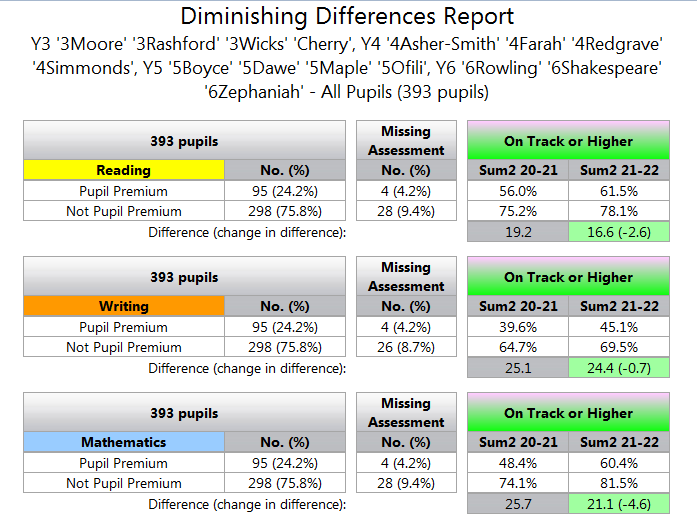 Diminishing Differences Report
Y3 '3Moore' '3Rashford' '3Wicks' 'Cherry', Y4 '4Asher-Smith' '4Farah' '4Redgrave'
'4Simmonds', Y5 '5Boyce' '5Dawe' '5Maple' '5Ofili', Y6 '6Rowling' '6Shakespeare'
'6Zephaniah' - All Pupils (393 pupils)
393 pupils Missing Assessment On Track or Higher
Reading No. (%) No. (%) Sum2 20-21 Sum2 21-22
Pupil Premium 95 (24.2%) 4 (4.2%) 56.0% 61.5%
Not Pupil Premium 298 (75.8%) 28 (9.4%) 75.2% 78.1%
Difference (change in difference): 19.2 16.6 (-2.6)
393 pupils Missing Assessment On Track or Higher
Writing No. (%) No. (%) Sum2 20-21 Sum2 21-22
Pupil Premium 95 (24.2%) 4 (4.2%) 39.6% 45.1%
Not Pupil Premium 298 (75.8%) 26 (8.7%) 64.7% 69.5%
Difference (change in difference): 25.1 24.4 (-0.7)
393 pupils Missing Assessment On Track or Higher
Mathematics No. (%) No. (%) Sum2 20-21 Sum2 21-22
Pupil Premium 95 (24.2%) 4 (4.2%) 48.4% 60.4%
Not Pupil Premium 298 (75.8%) 28 (9.4%) 74.1% 81.5%
Difference (change in difference): 25.7 21.1 (-4.6)